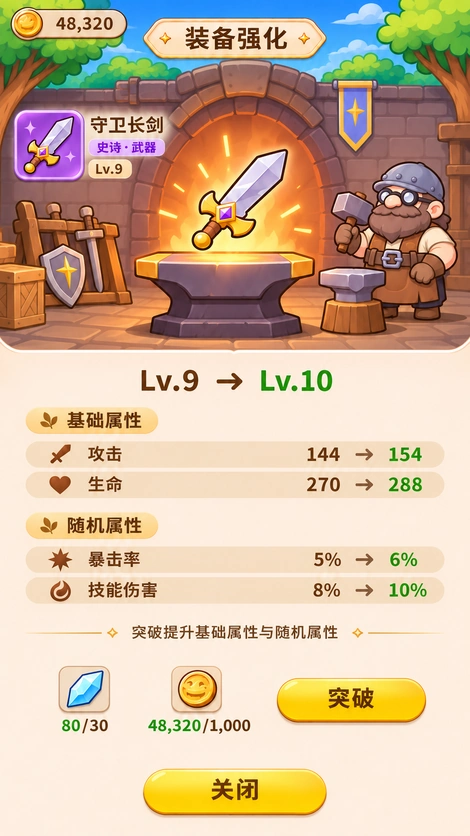 48,320
装备强化
守卫长剑
史诗·武器
Lv.9
Lv.9 → Lv.10
基础属性
攻击 144 → 154
生命 270 → 288
随机属性
暴击率 5% → 6%
技能伤害 8% → 10%
突破提升基础属性与随机属性
80/30
48,320/1,000
突破
关闭